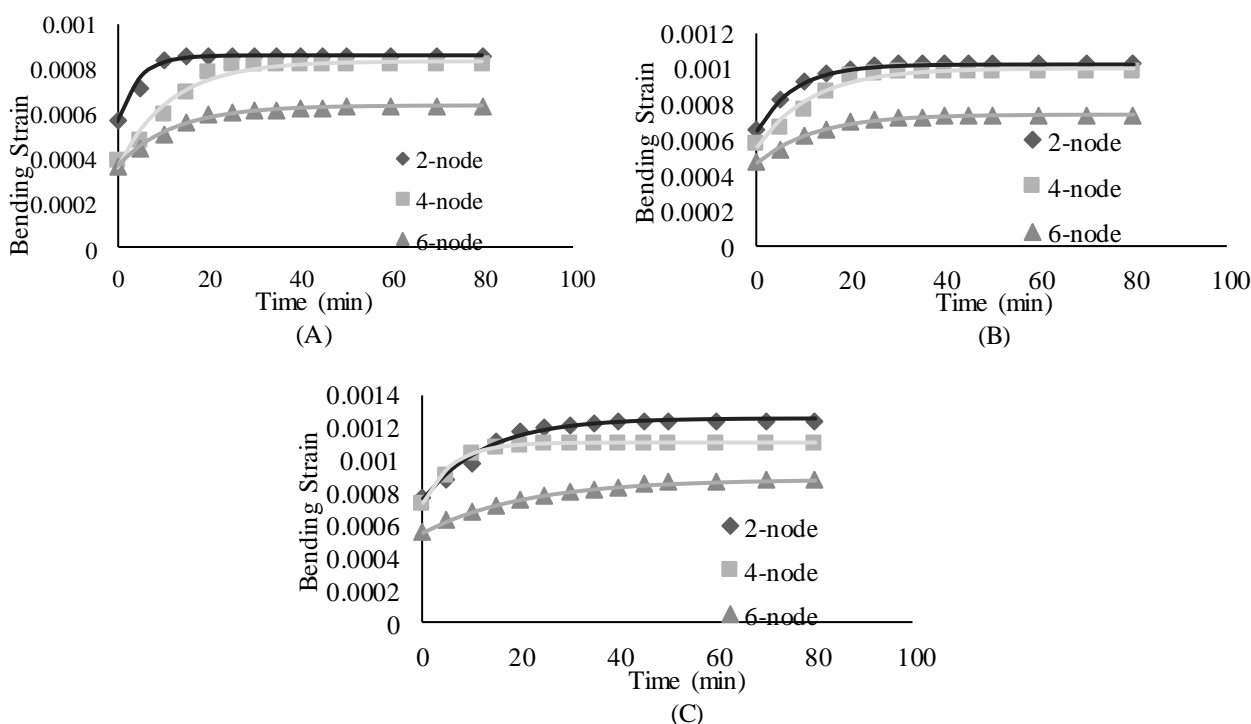 0.001
0.0008
0.0006
0.0004
0.0002
0
Bending Strain
2-node
4-node
6-node
0 20 40 60 80 100
Time (min)
(A)
0.0012
0.001
0.0008
0.0006
0.0004
0.0002
0
Bending Strain
2-node
4-node
6-node
0 20 40 60 80 100
Time (min)
(B)
0.0014
0.0012
0.001
0.0008
0.0006
0.0004
0.0002
0
Bending Strain
2-node
4-node
6-node
0 20 40 60 80 100
Time (min)
(C)